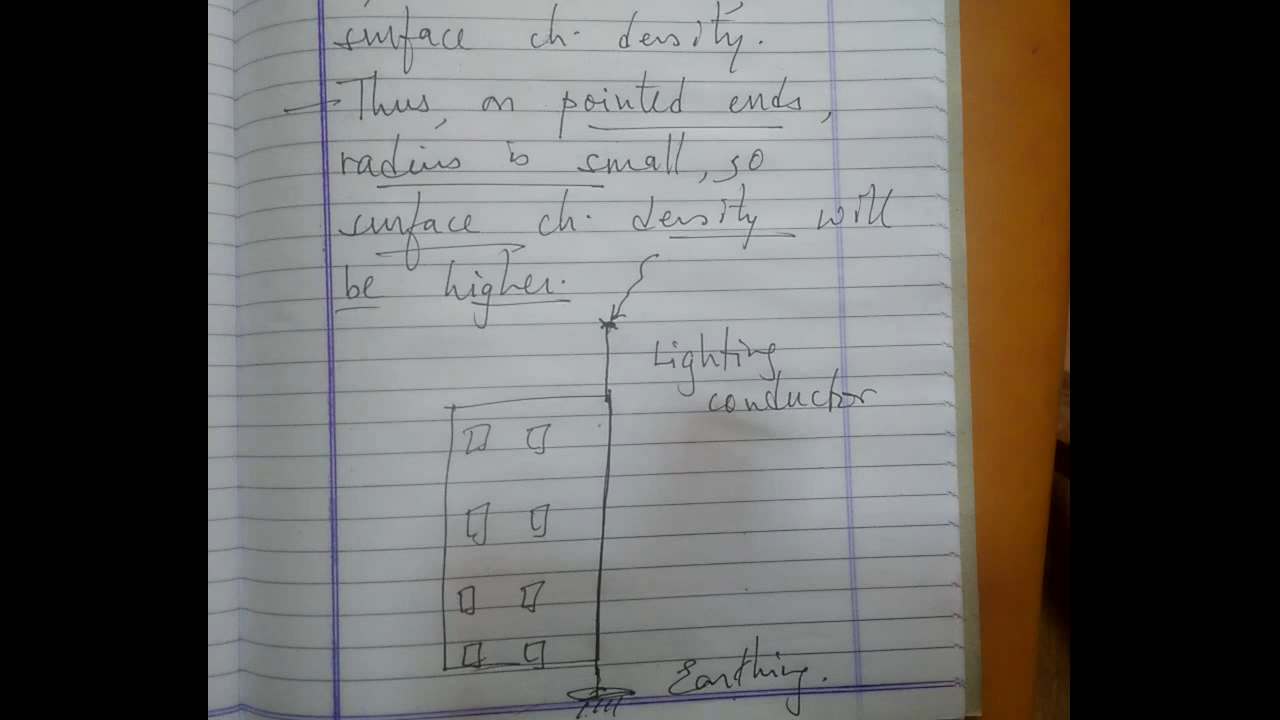 surface ch. density.
→ Thus, on pointed ends,
radius is small, so
surface ch. density will
be higher.
Lighting
conductor
Earthing.